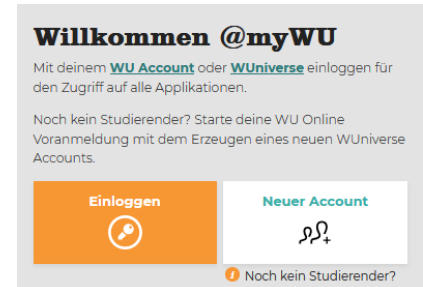 Willkommen @myWU
Mit deinem WU Account oder WUniverse einloggen für
den Zugriff auf alle Applikationen.
Noch kein Studierender? Starte deine WU Online
Voranmeldung mit dem Erzeugen eines neuen WUniverse
Accounts.
Einloggen
Neuer Account
Noch kein Studierender?